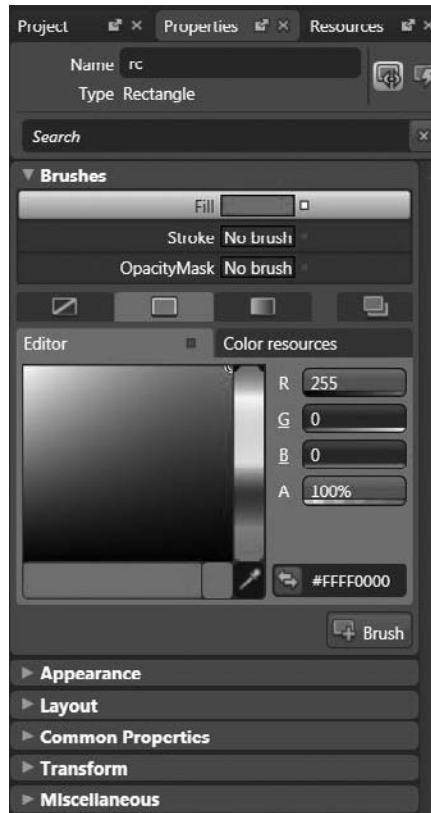 Project Properties Resources
Name rc
Type Rectangle
Search
Brushes
Fill
Stroke No brush
OpacityMask No brush
Editor Color resources
R 255
G 0
B 0
A 100%
#FFFF0000
Brush
Appearance
Layout
Common Properties
Transform
Miscellaneous